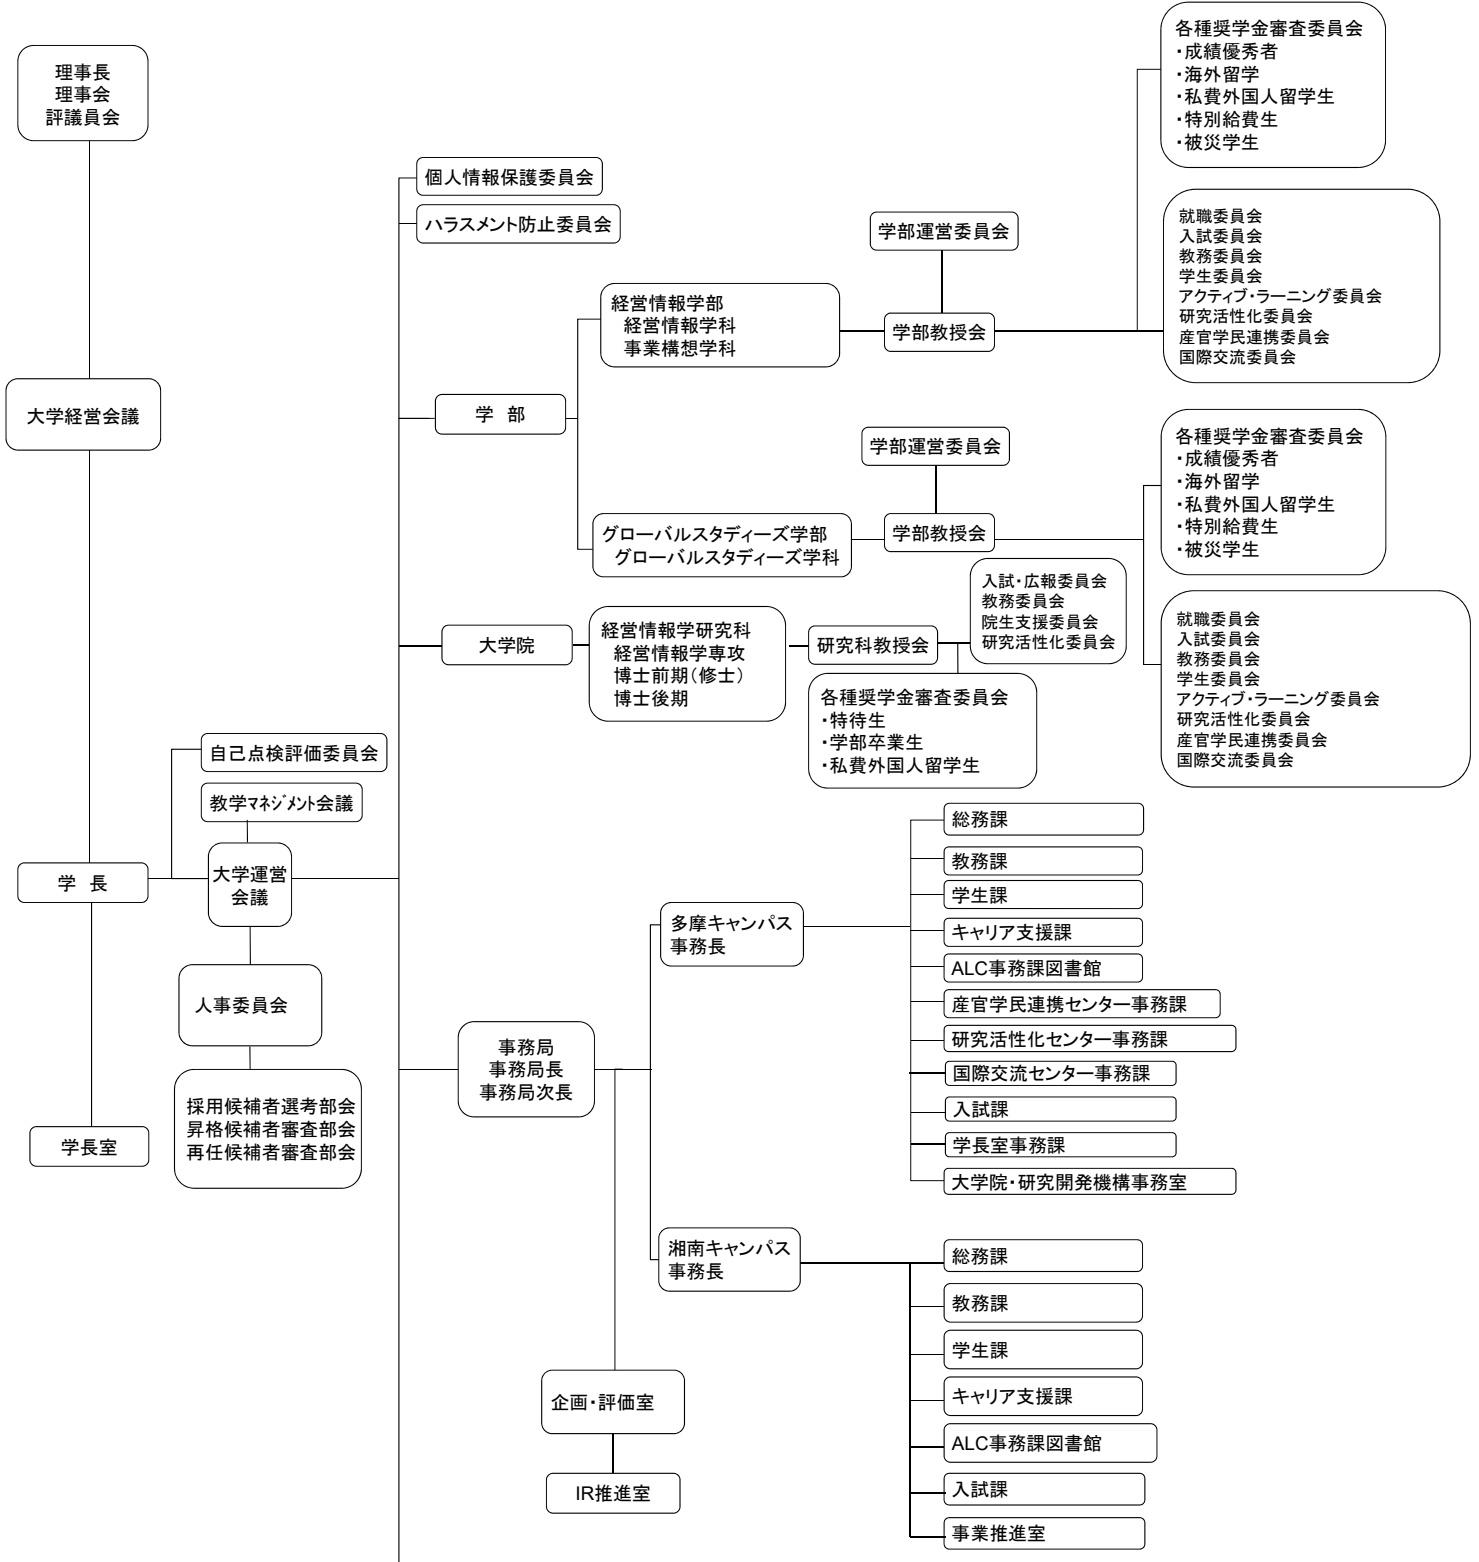 理事長
理事会
評議員会
大学経営会議
学 長
学長室
自己点検評価委員会
教学マネジメント会議
大学運営
会議
人事委員会
採用候補者選考部会
昇格候補者審査部会
再任候補者審査部会
個人情報保護委員会
ハラスメント防止委員会
学 部
経営情報学部
経営情報学科
事業構想学科
学部運営委員会
学部教授会
各種奨学金審査委員会
・成績優秀者
・海外留学
・私費外国人留学生
・特別給費生
・被災学生
就職委員会
入試委員会
教務委員会
学生委員会
アクティブ・ラーニング委員会
研究活性化委員会
産官学民連携委員会
国際交流委員会
グローバルスタディーズ学部
グローバルスタディーズ学科
学部運営委員会
学部教授会
各種奨学金審査委員会
・成績優秀者
・海外留学
・私費外国人留学生
・特別給費生
・被災学生
就職委員会
入試委員会
教務委員会
学生委員会
アクティブ・ラーニング委員会
研究活性化委員会
産官学民連携委員会
国際交流委員会
大学院
経営情報学研究科
経営情報学専攻
博士前期（修士）
博士後期
研究科教授会
入試・広報委員会
教務委員会
院生支援委員会
研究活性化委員会
各種奨学金審査委員会
・特待生
・学部卒業生
・私費外国人留学生
事務局
事務局長
事務局次長
多摩キャンパス
事務長
総務課
教務課
学生課
キャリア支援課
ALC事務課図書館
産官学民連携センター事務課
研究活性化センター事務課
国際交流センター事務課
入試課
学長室事務課
大学院・研究開発機構事務室
湘南キャンパス
事務長
総務課
教務課
学生課
キャリア支援課
ALC事務課図書館
入試課
事業推進室
企画・評価室
IR推進室